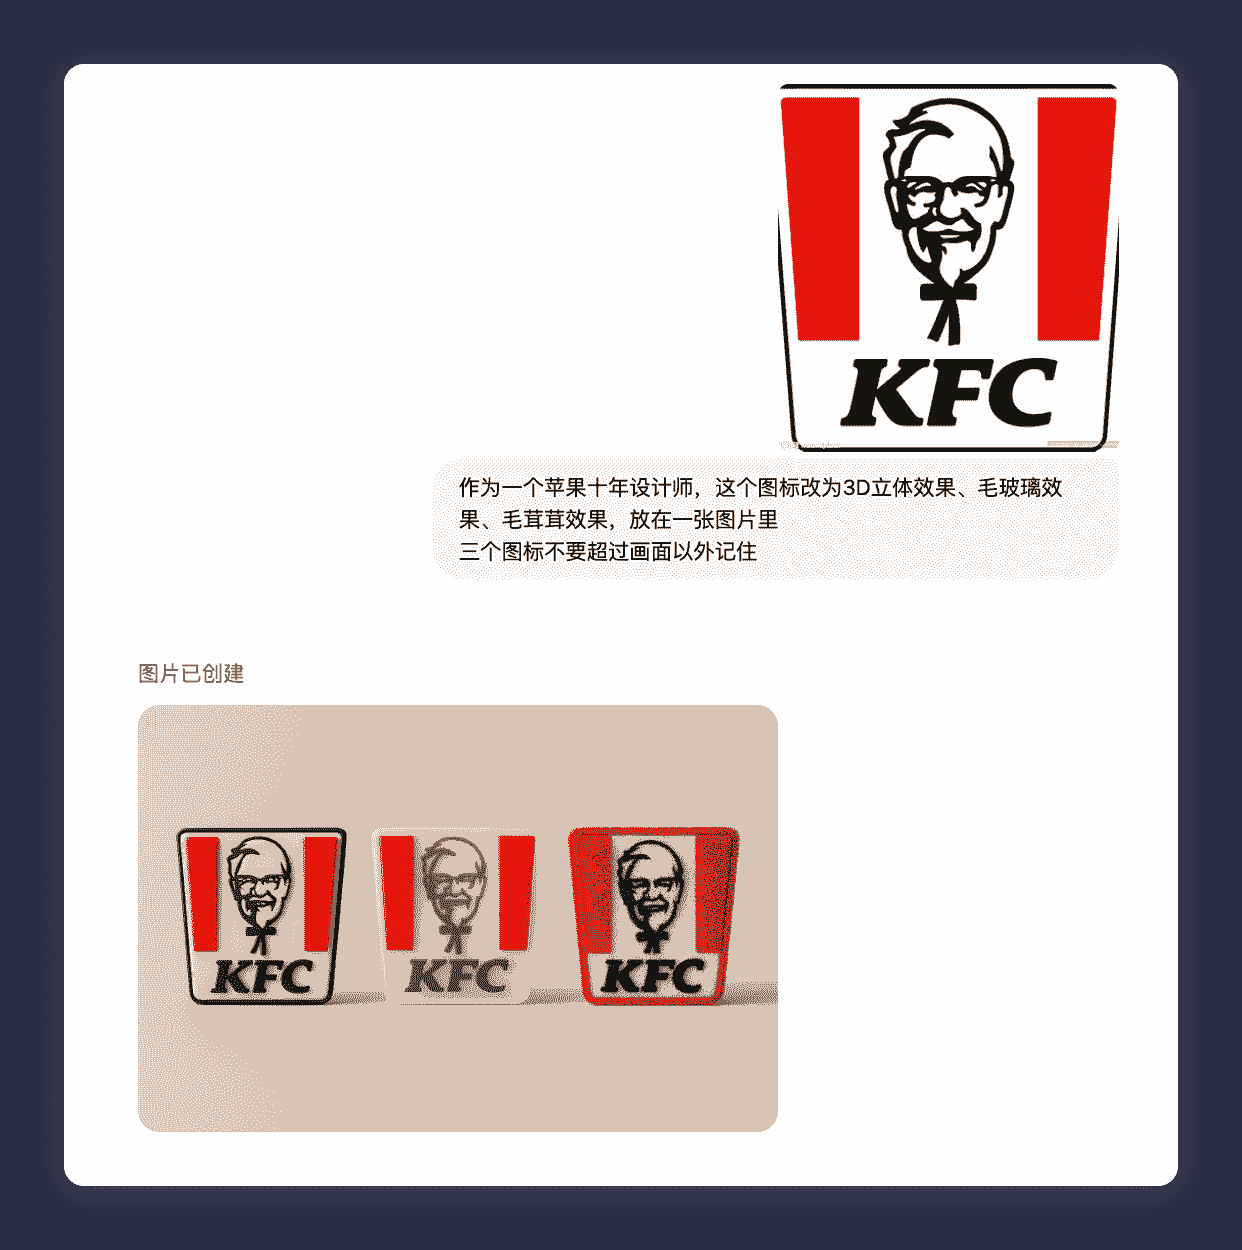 KFC
作为一个苹果十年设计师，这个图标改为3D立体效果、毛玻璃效
果、毛茸茸效果，放在一张图片里
三个图标不要超过画面以外记住
图片已创建
KFC
KFC
KFC